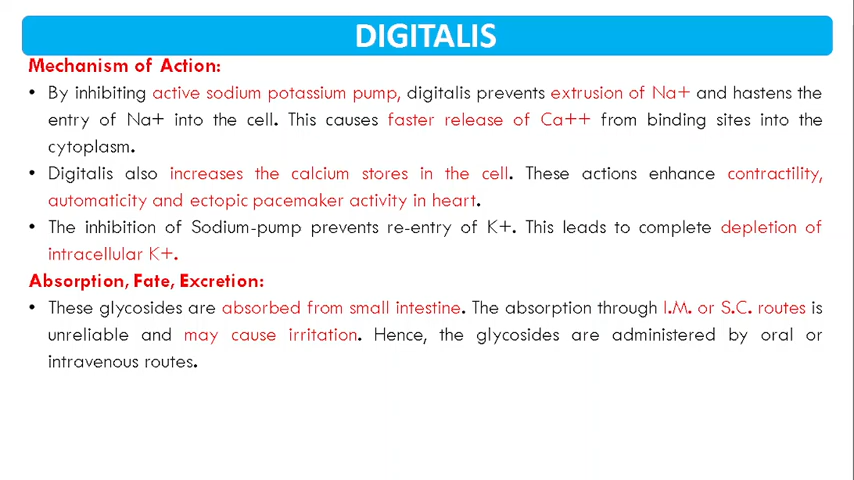 DIGITALIS
Mechanism of Action:
• By inhibiting active sodium potassium pump, digitalis prevents extrusion of Na+ and hastens the
entry of Na+ into the cell. This causes faster release of Ca++ from binding sites into the
cytoplasm.
• Digitalis also increases the calcium stores in the cell. These actions enhance contractility,
automaticity and ectopic pacemaker activity in heart.
• The inhibition of Sodium-pump prevents re-entry of K+. This leads to complete depletion of
intracellular K+.
Absorption, Fate, Excretion:
• These glycosides are absorbed from small intestine. The absorption through I.M. or S.C. routes is
unreliable and may cause irritation. Hence, the glycosides are administered by oral or
intravenous routes.